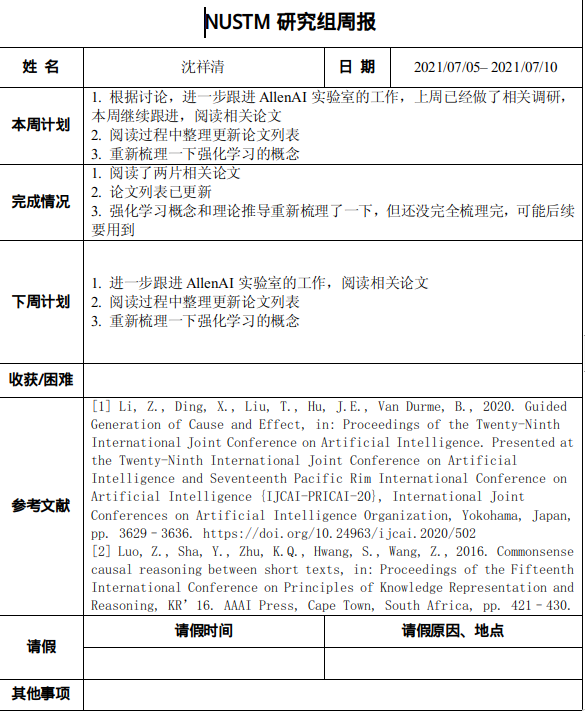 NUSTM 研究组周报
姓 名 沈祥清 日 期 2021/07/05– 2021/07/10
本周计划
1. 根据讨论，进一步跟进 AllenAI 实验室的工作，上周已经做了相关调研，
本周继续跟进，阅读相关论文
2. 阅读过程中整理更新论文列表
3. 重新梳理一下强化学习的概念
完成情况
1. 阅读了两片相关论文
2. 论文列表已更新
3. 强化学习概念和理论推导重新梳理了一下，但还没完全梳理完，可能后续
要用到
下周计划
1. 进一步跟进 AllenAI 实验室的工作，阅读相关论文
2. 阅读过程中整理更新论文列表
3. 重新梳理一下强化学习的概念
收获/困难
参考文献
[1] Li, Z., Ding, X., Liu, T., Hu, J.E., Van Durme, B., 2020. Guided
Generation of Cause and Effect, in: Proceedings of the Twenty-Ninth
International Joint Conference on Artificial Intelligence. Presented at
the Twenty-Ninth International Joint Conference on Artificial
Intelligence and Seventeenth Pacific Rim International Conference on
Artificial Intelligence {IJCAI-PRICAI-20}, International Joint
Conferences on Artificial Intelligence Organization, Yokohama, Japan,
pp. 3629–3636. https://doi.org/10.24963/ijcai.2020/502
[2] Luo, Z., Sha, Y., Zhu, K.Q., Hwang, S., Wang, Z., 2016. Commonsense
causal reasoning between short texts, in: Proceedings of the Fifteenth
International Conference on Principles of Knowledge Representation and
Reasoning, KR’16. AAAI Press, Cape Town, South Africa, pp. 421–430.
请假
请假时间 请假原因、地点
其他事项